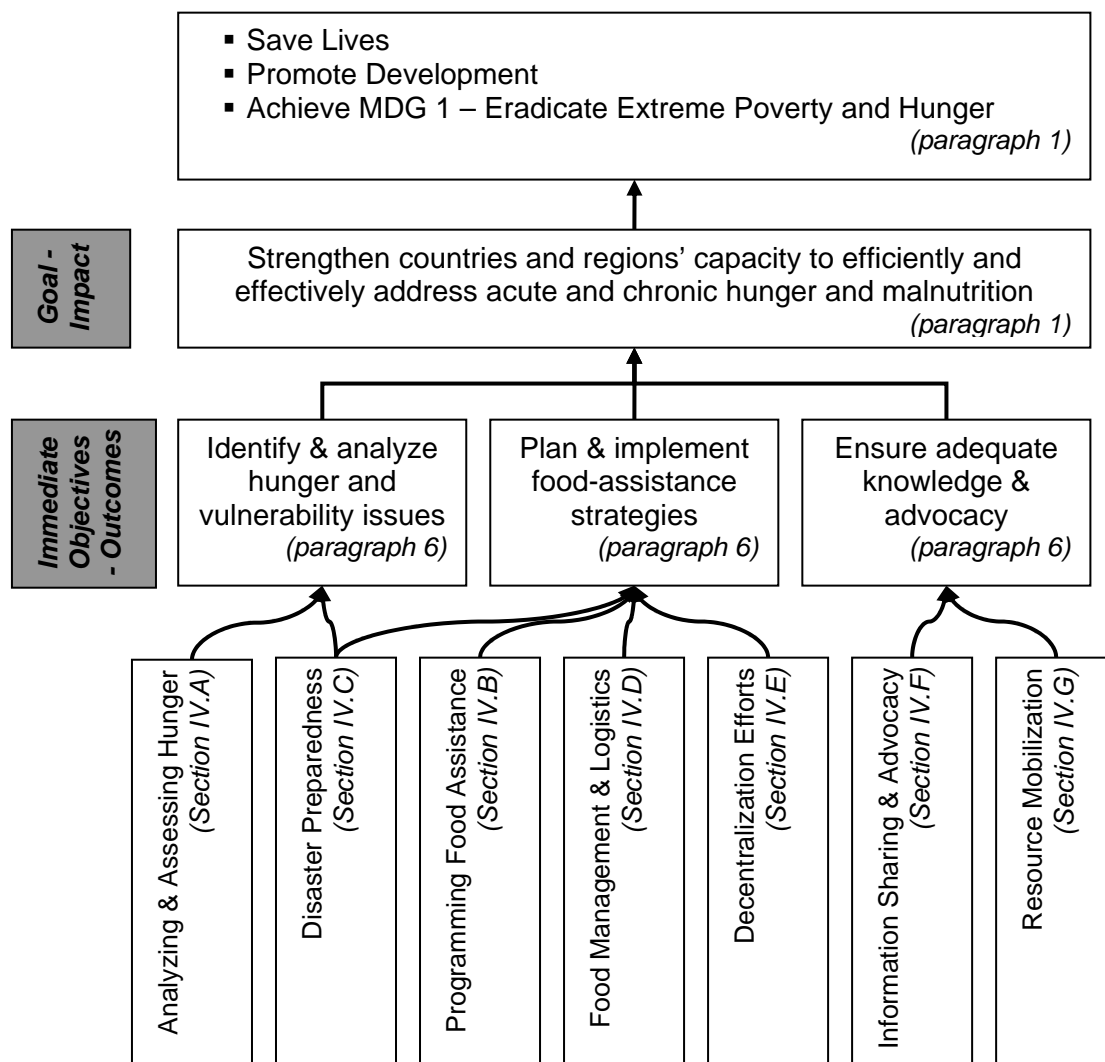 ▪ Save Lives
▪ Promote Development
▪ Achieve MDG 1 – Eradicate Extreme Poverty and Hunger
(paragraph 1)
Goal -
Impact
Strengthen countries and regions’ capacity to efficiently and
effectively address acute and chronic hunger and malnutrition
(paragraph 1)
Immediate
Objectives
- Outcomes
Identify & analyze
hunger and
vulnerability issues
(paragraph 6)
Plan & implement
food-assistance
strategies
(paragraph 6)
Ensure adequate
knowledge &
advocacy
(paragraph 6)
Analyzing & Assessing Hunger
(Section IV.A)
Disaster Preparedness
(Section IV.C)
Programming Food Assistance
(Section IV.B)
Food Management & Logistics
(Section IV.D)
Decentralization Efforts
(Section IV.E)
Information Sharing & Advocacy
(Section IV.F)
Resource Mobilization
(Section IV.G)